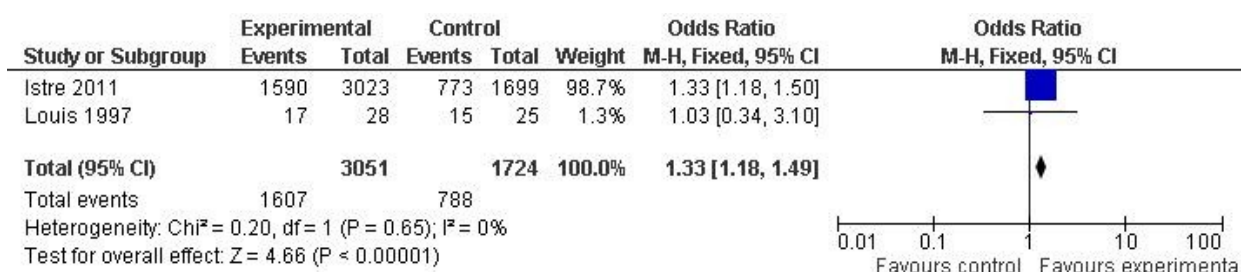 Experimental Control Odds Ratio Odds Ratio
Study or Subgroup Events Total Events Total Weight M-H, Fixed, 95% CI M-H, Fixed, 95% CI
Istre 2011 1590 3023 773 1699 98.7% 1.33 [1.18, 1.50]
Louis 1997 17 28 15 25 1.3% 1.03 [0.34, 3.10]
Total (95% CI) 3051 1724 100.0% 1.33 [1.18, 1.49]
Total events 1607 788
Heterogeneity: Chi² = 0.20, df = 1 (P = 0.65); I² = 0%
Test for overall effect: Z = 4.66 (P < 0.00001)
0.01 0.1 1 10 100
Favours control Favours experimenta